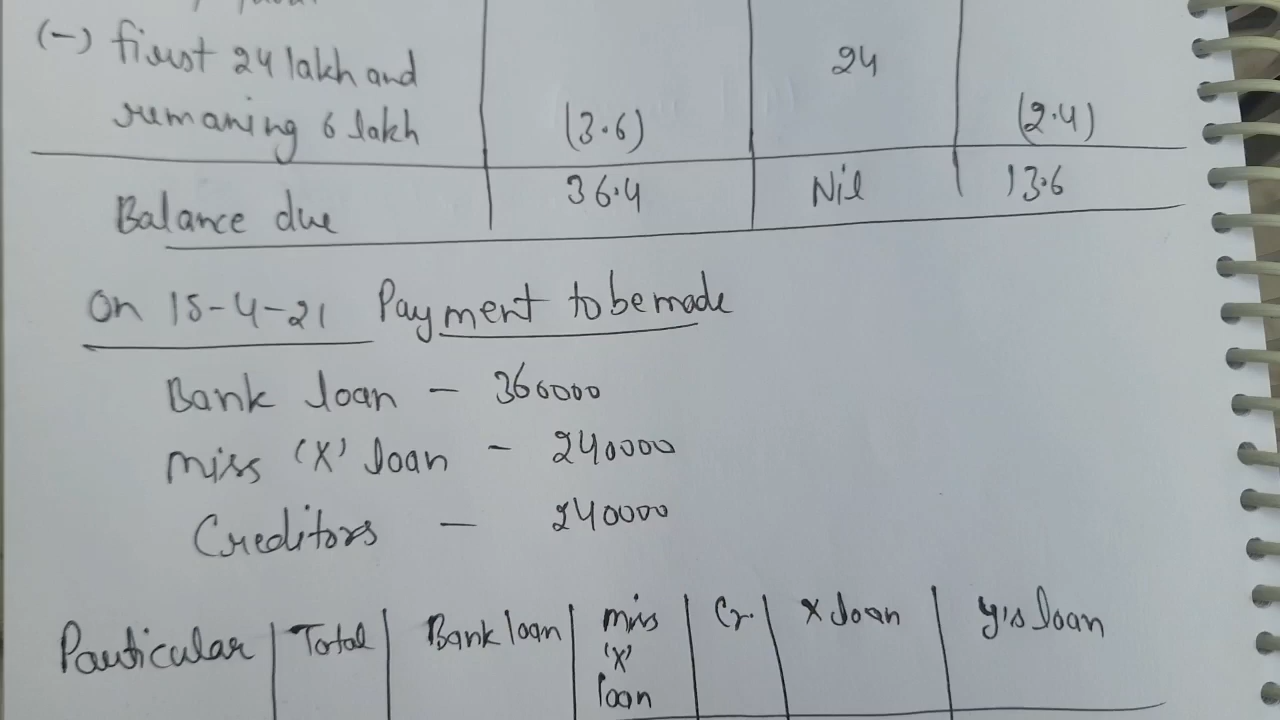 (-) first 24 lakh and 24
remaning 6 lakh (3.6) (2.4)
Balance due 36.4 Nil 13.6
on 15-4-21 Payment to be made
Bank loan - 360000
miss 'X' loan - 240000
Creditors - 240000
Particular Total Bank loan miss 'X' loan Cr. X loan y's loan